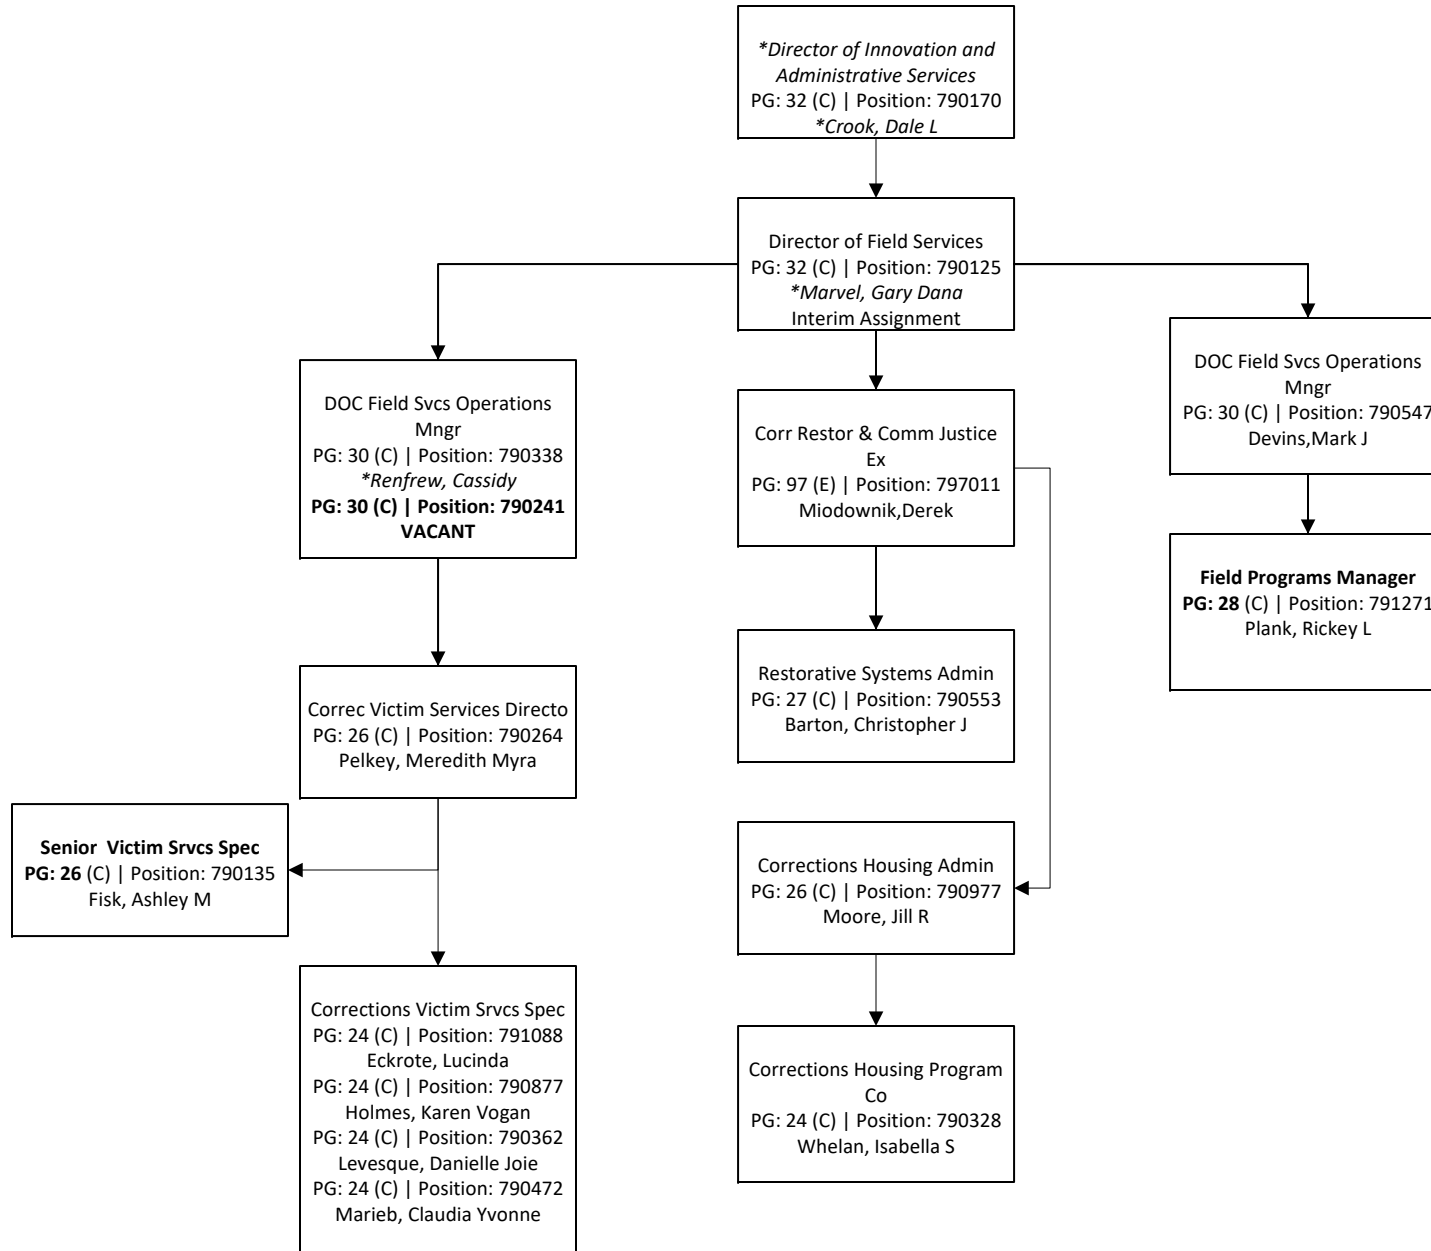 *Director of Innovation and
Administrative Services
PG: 32 (C) | Position: 790170
*Crook, Dale L
Director of Field Services
PG: 32 (C) | Position: 790125
*Marvel, Gary Dana
Interim Assignment
DOC Field Svcs Operations
Mngr
PG: 30 (C) | Position: 790338
*Renfrew, Cassidy
PG: 30 (C) | Position: 790241
VACANT
Corr Restor & Comm Justice
Ex
PG: 97 (E) | Position: 797011
Miodownik,Derek
DOC Field Svcs Operations
Mngr
PG: 30 (C) | Position: 790547
Devins,Mark J
Field Programs Manager
PG: 28 (C) | Position: 791271
Plank, Rickey L
Correc Victim Services Directo
PG: 26 (C) | Position: 790264
Pelkey, Meredith Myra
Restorative Systems Admin
PG: 27 (C) | Position: 790553
Barton, Christopher J
Senior  Victim Srvcs Spec
PG: 26 (C) | Position: 790135
Fisk, Ashley M
Corrections Housing Admin
PG: 26 (C) | Position: 790977
Moore, Jill R
Corrections Victim Srvcs Spec
PG: 24 (C) | Position: 791088
Eckrote, Lucinda
PG: 24 (C) | Position: 790877
Holmes, Karen Vogan
PG: 24 (C) | Position: 790362
Levesque, Danielle Joie
PG: 24 (C) | Position: 790472
Marieb, Claudia Yvonne
Corrections Housing Program
Co
PG: 24 (C) | Position: 790328
Whelan, Isabella S